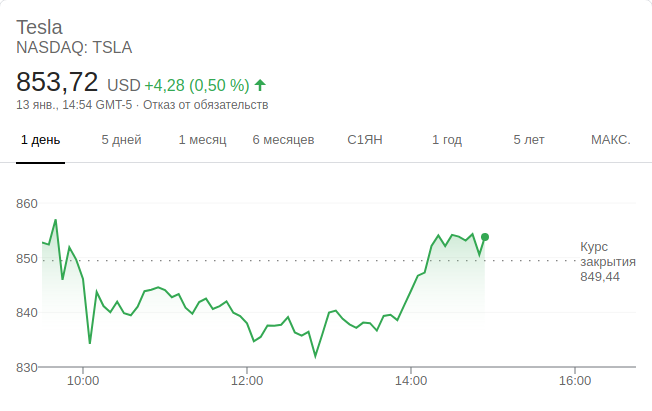 Tesla
NASDAQ: TSLA
853,72 USD +4,28 (0,50 %)
13 янв., 14:54 GMT-5 · Отказ от обязательств
1 день 5 дней 1 месяц 6 месяцев С1ЯН 1 год 5 лет МАКС.
860
850
840
830
Курс
закрытия
849,44
10:00 12:00 14:00 16:00